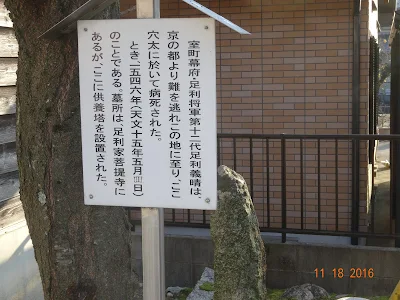 室町幕府・足利将軍第十二代足利義晴は、
京の都より難を逃れこの地に至り、ここ
穴太に於いて病死された。
とき、一五四六年(天文十五年五月四日)
のことである。墓所は、足利家菩提寺に
あるが、ここに供養塔を設置された。
11 18 2016